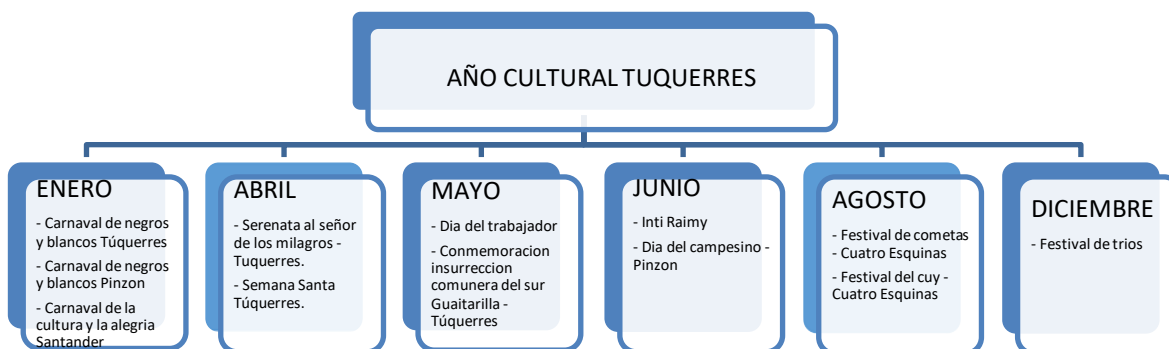 AÑO CULTURAL TUQUERRES
ENERO
- Carnaval de negros
y blancos Túquerres
- Carnaval de negros
y blancos Pinzon
- Carnaval de la
cultura y la alegria
Santander
ABRIL
- Serenata al señor
de los milagros -
Tuquerres.
- Semana Santa
Túquerres.
MAYO
- Dia del trabajador
- Conmemoracion
insurreccion
comunera del sur
Guaitarilla -
Túquerres
JUNIO
- Inti Raimy
- Dia del campesino -
Pinzon
AGOSTO
- Festival de cometas
- Cuatro Esquinas
- Festival del cuy -
Cuatro Esquinas
DICIEMBRE
- Festival de trios